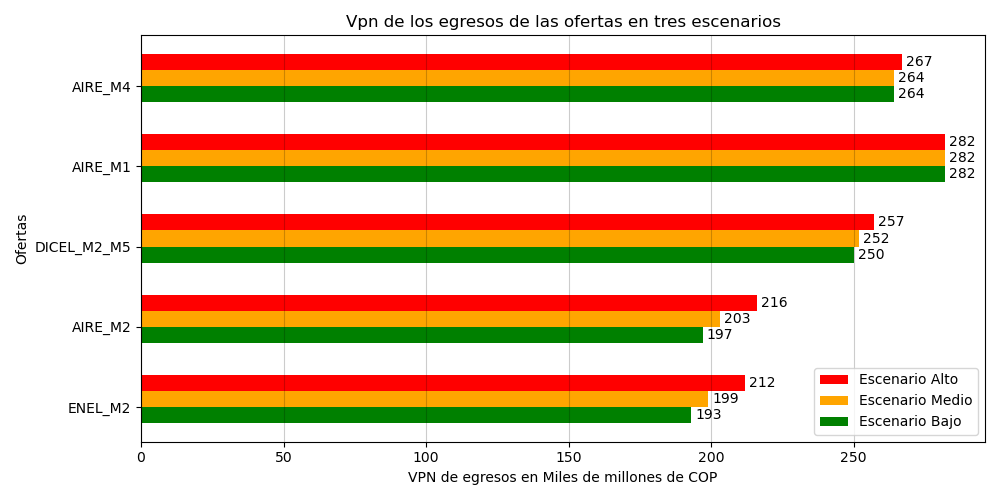 Vpn de los egresos de las ofertas en tres escenarios
Ofertas
AIRE_M4
267
264
264
AIRE_M1
282
282
282
DICEL_M2_M5
257
252
250
AIRE_M2
216
203
197
ENEL_M2
212
199
193
Escenario Alto
Escenario Medio
Escenario Bajo
0 50 100 150 200 250
VPN de egresos en Miles de millones de COP